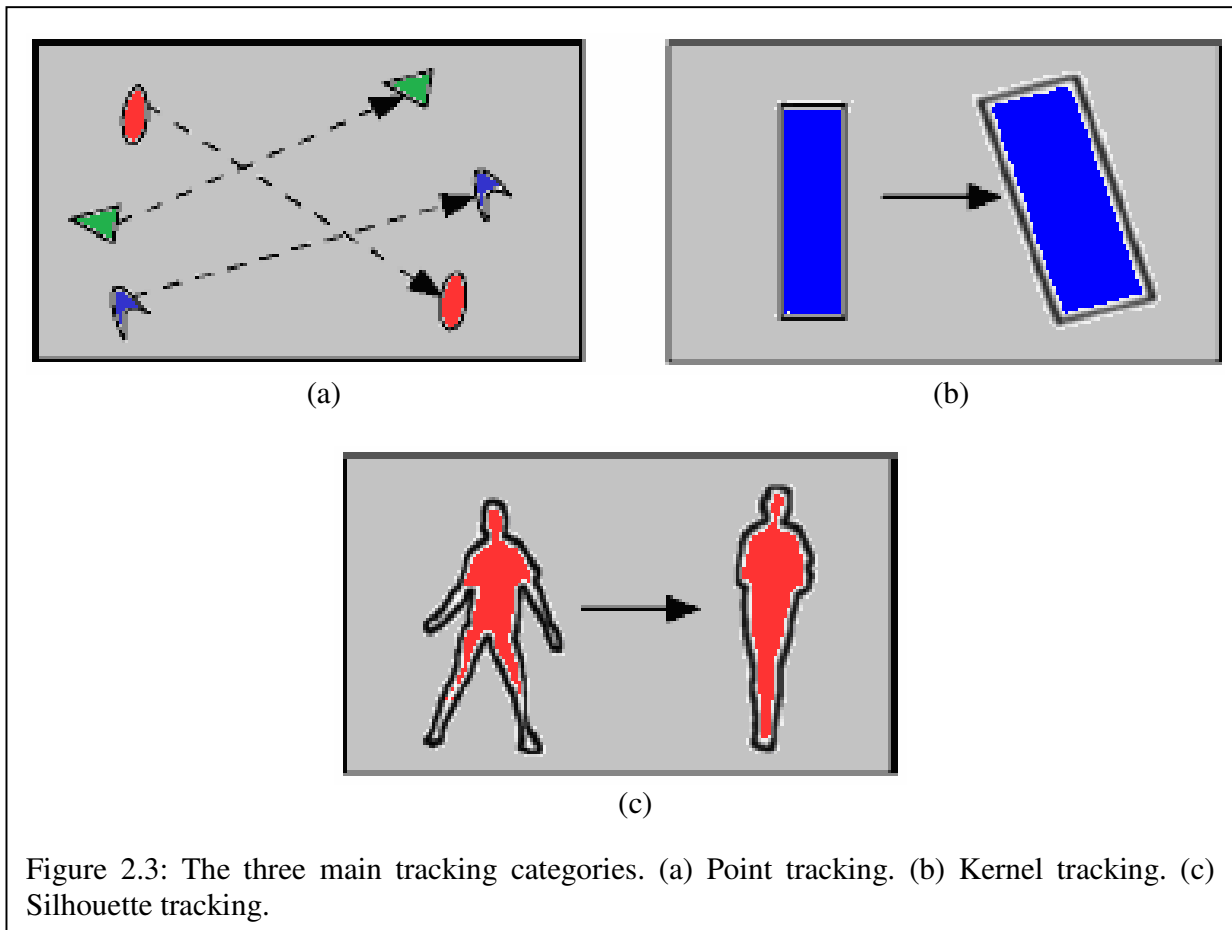 (a)
(b)
(c)
Figure 2.3: The three main tracking categories. (a) Point tracking. (b) Kernel tracking. (c)
Silhouette tracking.